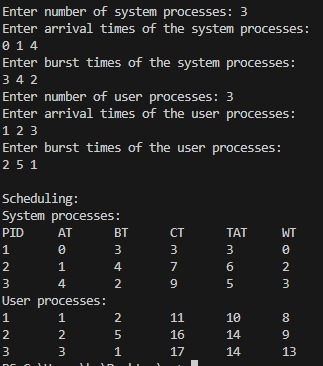 Enter number of system processes: 3
Enter arrival times of the system processes:
0 1 4
Enter burst times of the system processes:
3 4 2
Enter number of user processes: 3
Enter arrival times of the user processes:
1 2 3
Enter burst times of the user processes:
2 5 1
Scheduling:
System processes:
PID AT BT CT TAT WT
1 0 3 3 3 0
2 1 4 7 6 2
3 4 2 9 5 3
User processes:
1 1 2 11 10 8
2 2 5 16 14 9
3 3 1 17 14 13